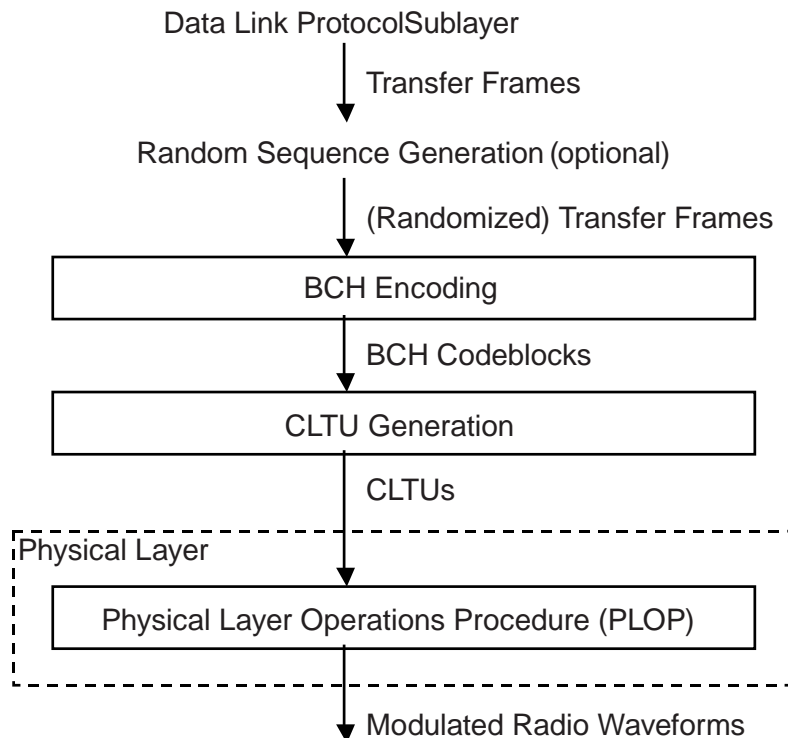 Data Link ProtocolSublayer
Transfer Frames
Random Sequence Generation (optional)
(Randomized) Transfer Frames
BCH Encoding
BCH Codeblocks
CLTU Generation
CLTUs
Physical Layer
Physical Layer Operations Procedure (PLOP)
Modulated Radio Waveforms